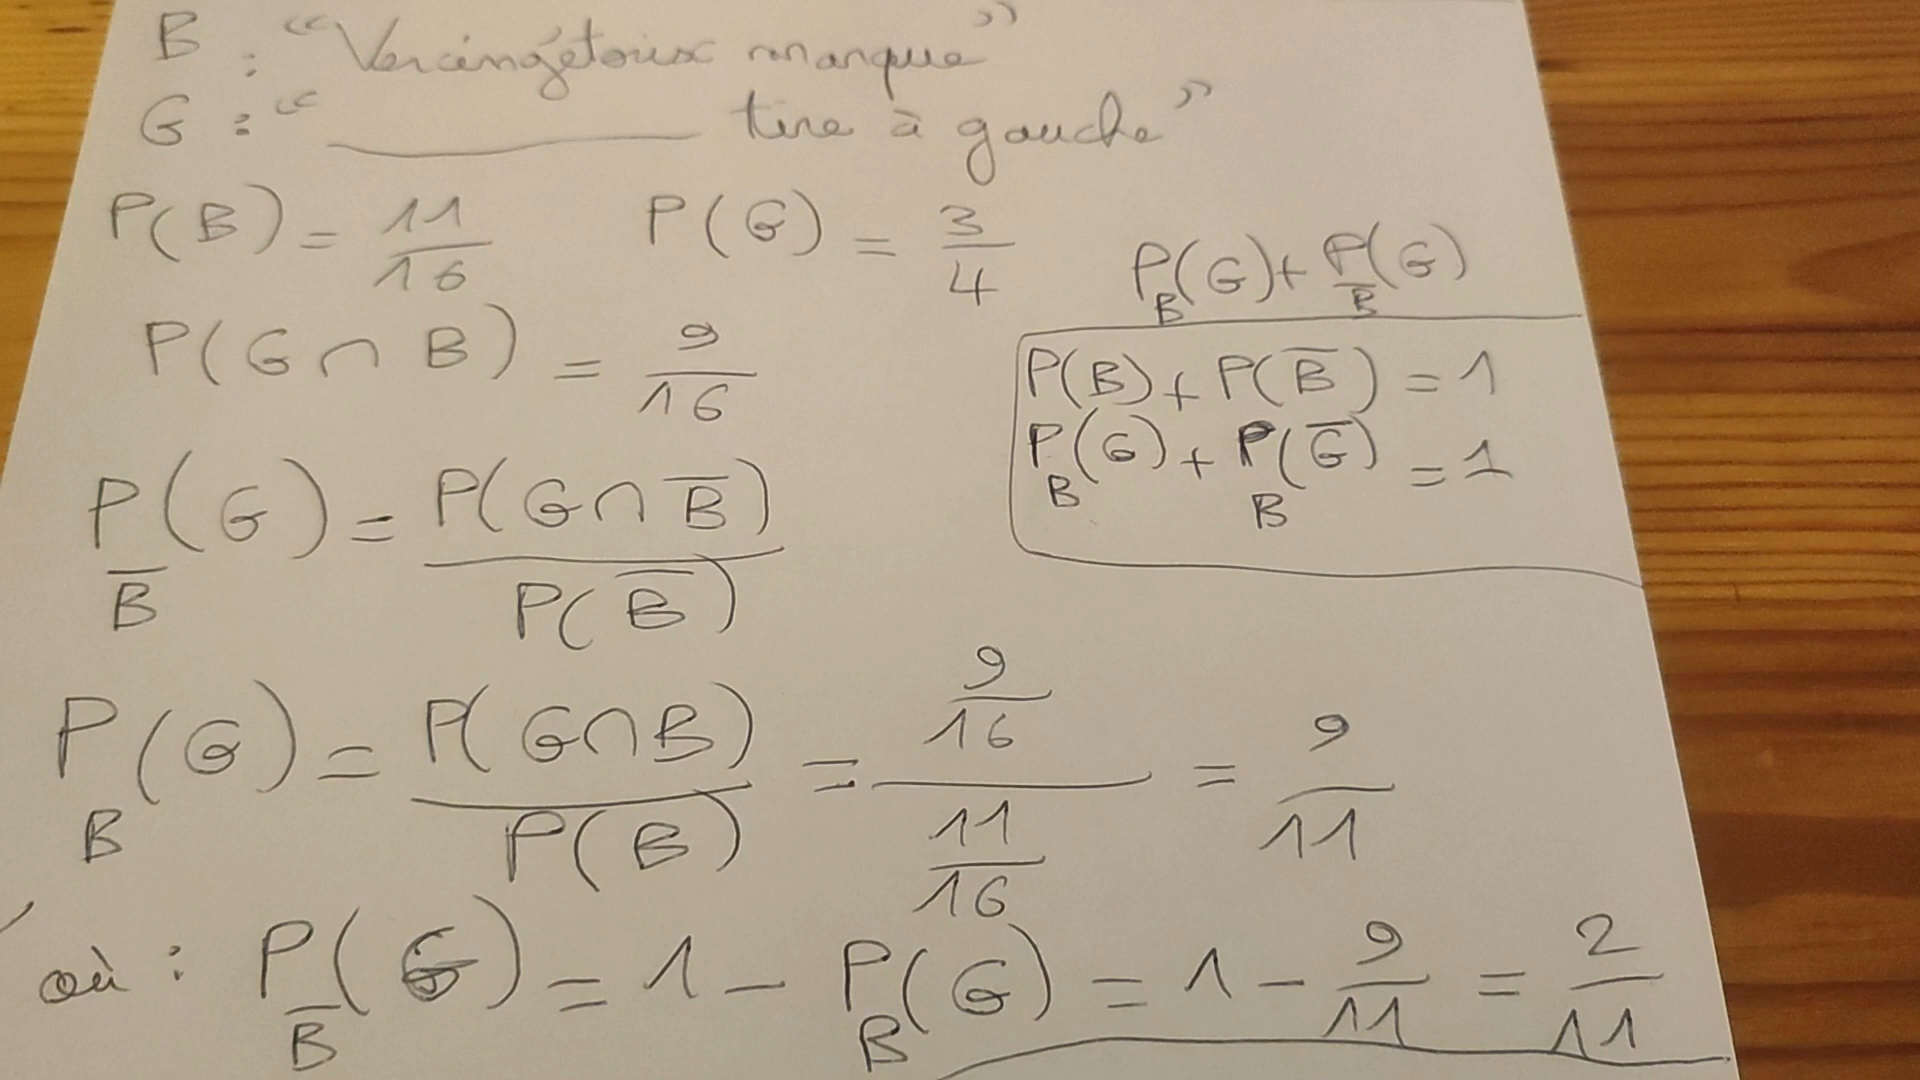 B : "Vercingétorix manque"
G : " ______ tire à gauche"
P(B) = 11/16 P(G) = 3/4
P_B(G) + P_B̅(G)
P(G ∩ B) = 9/16
P(B) + P(B̅) = 1
P_B(G) + P_B(G̅) = 1
P_B̅(G) = P(G ∩ B̅)/P(B̅)
P_B(G) = P(G ∩ B)/P(B) = (9/16)/(11/16) = 9/11
où : P_B̅(G) = 1 - P_B(G) = 1 - 9/11 = 2/11